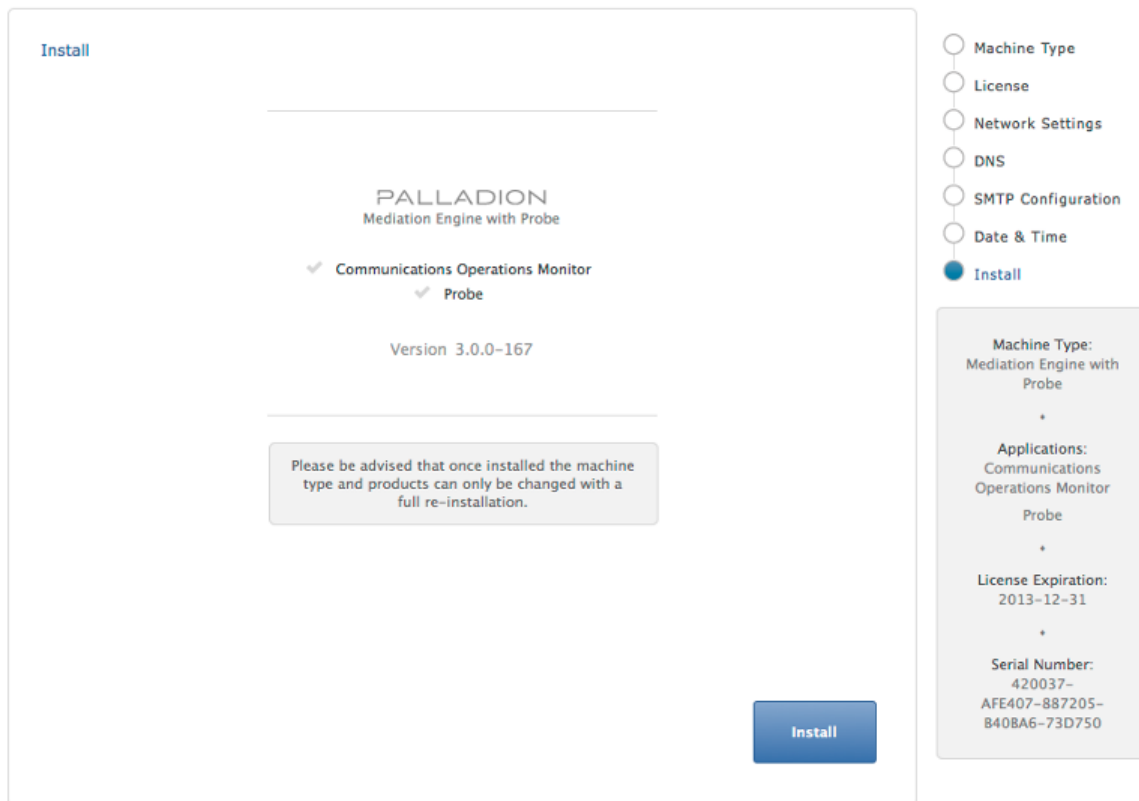 Install
PALLADION
Mediation Engine with Probe
Communications Operations Monitor
Probe
Version 3.0.0-167
Please be advised that once installed the machine
type and products can only be changed with a
full re-installation.
Install
Machine Type
License
Network Settings
DNS
SMTP Configuration
Date & Time
Install
Machine Type:
Mediation Engine with
Probe
Applications:
Communications
Operations Monitor
Probe
License Expiration:
2013-12-31
Serial Number:
420037-
AFE407-887205-
B40BA6-73D750